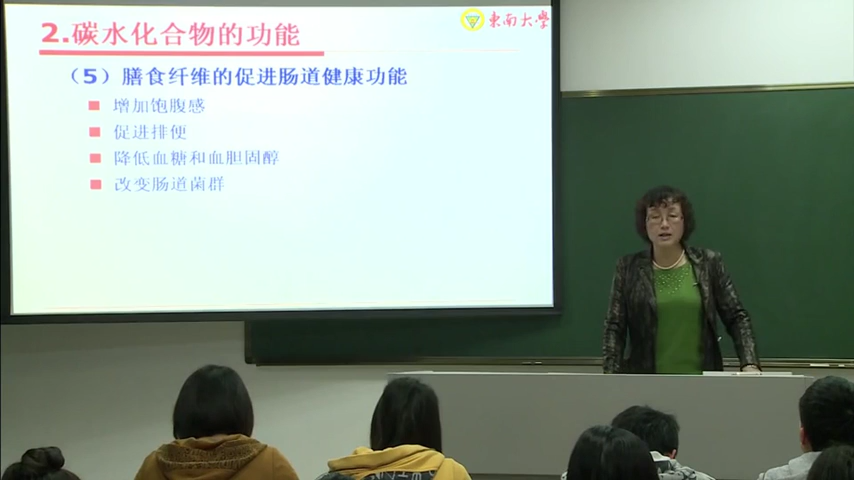 2.碳水化合物的功能
东南大学
（5）膳食纤维的促进肠道健康功能
增加饱腹感
促进排便
降低血糖和血胆固醇
改变肠道菌群